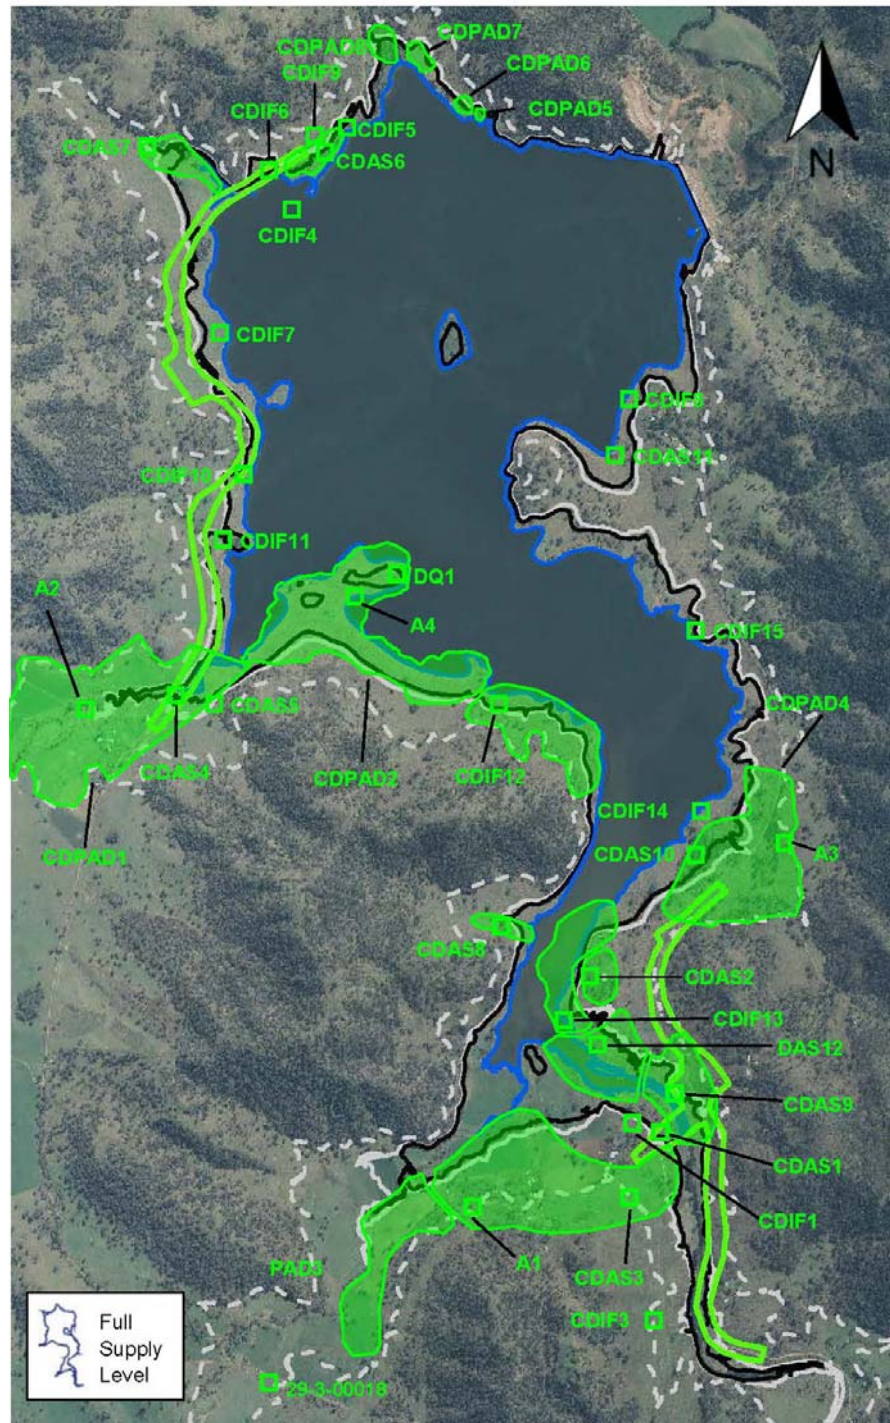 CDPAD8
CDPAD7
CDIF9
CDPAD6
CDIF6
CDPAD5
CDIF5
CDAS7
CDAS6
N
CDIF4
CDIF7
CDIF8
CDAS11
CDIF10
CDIF11
DQ1
A2
A4
CDIF15
CDPAD4
CDAS5
CDAS4
CDPAD2
CDIF12
CDIF14
CDPAD1
CDAS10
A3
CDAS8
CDAS2
CDIF13
DAS12
CDAS9
CDAS1
CDIF1
PAD3
A1
CDAS3
CDIF3
Full
Supply
Level
29-3-00018